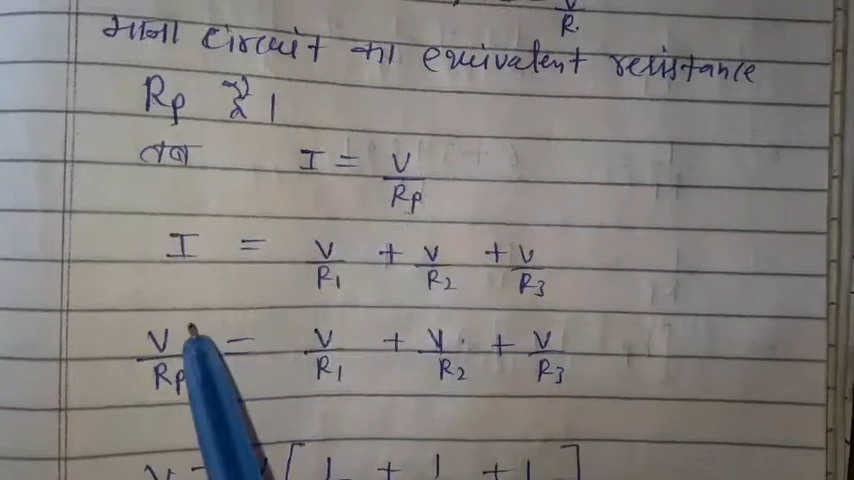 V/R.
माना circuit का equivalent resistance
Rp है।
तब I = V/Rp
I = V/R1 + V/R2 + V/R3
V/Rp = V/R1 + V/R2 + V/R3